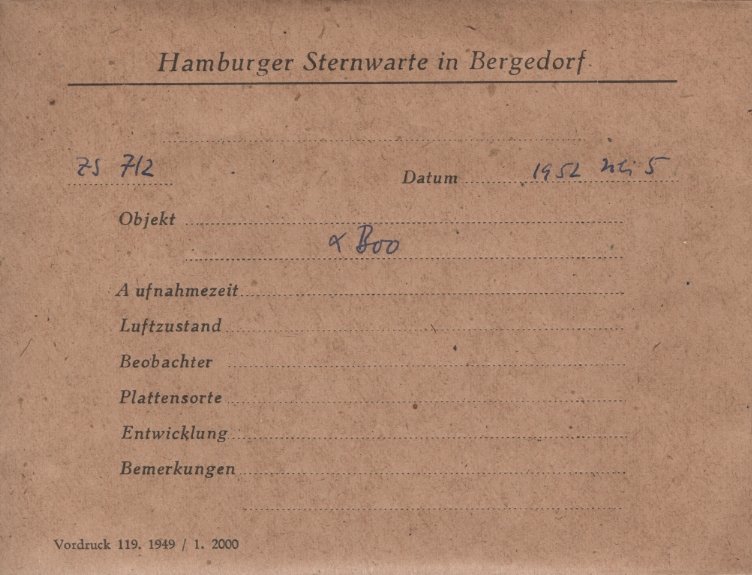 Hamburger Sternwarte in Bergedorf
ZS 712 Datum 1952 5
Objekt
α Boo
Aufnahmezeit
Luftzustand
Beobachter
Plattensorte
Entwicklung
Bemerkungen
Vordruck 119. 1949 / 1. 2000